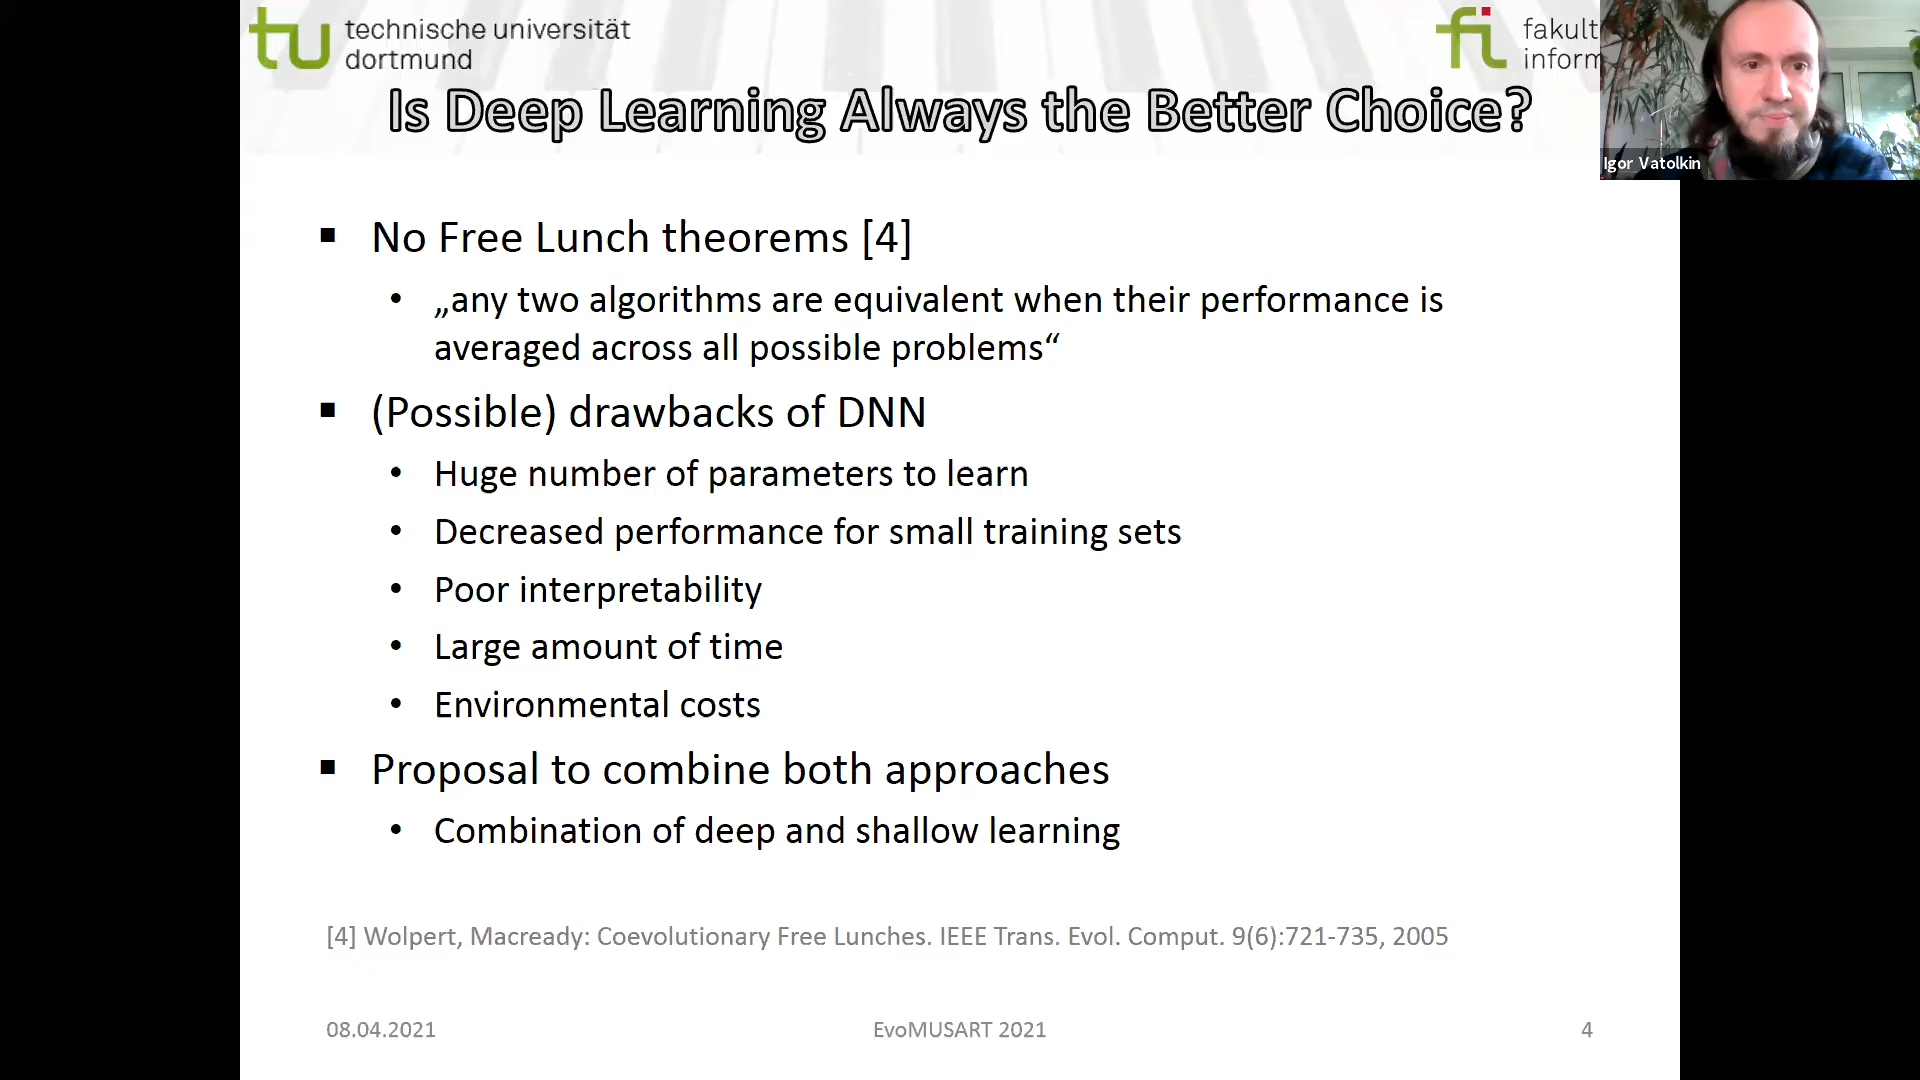 technische universität
dortmund
fakult
inform
Is Deep Learning Always the Better Choice?
Igor Vatolkin
▪ No Free Lunch theorems [4]
• „any two algorithms are equivalent when their performance is
averaged across all possible problems“
▪ (Possible) drawbacks of DNN
• Huge number of parameters to learn
• Decreased performance for small training sets
• Poor interpretability
• Large amount of time
• Environmental costs
▪ Proposal to combine both approaches
• Combination of deep and shallow learning
[4] Wolpert, Macready: Coevolutionary Free Lunches. IEEE Trans. Evol. Comput. 9(6):721-735, 2005
08.04.2021
EvoMUSART 2021
4